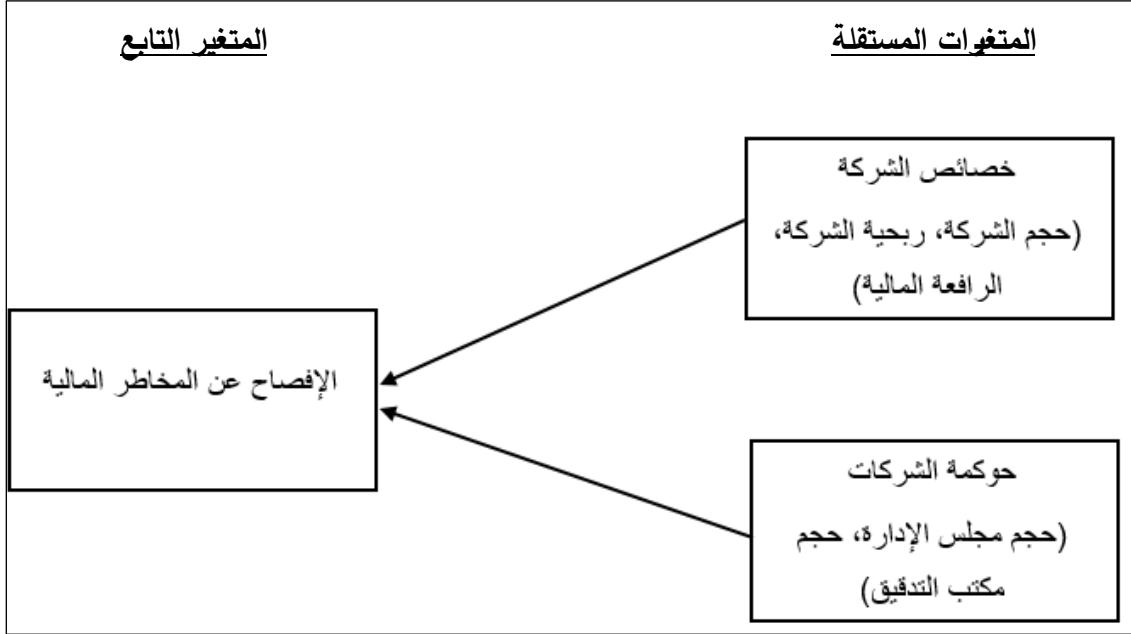 المتغوات المستقلة
المتغير التابع
خصائص الشركة
(حجم الشركة، ربحية الشركة،
الرافعة المالية)
الإفصاح عن المخاطر المالية
حوكمة الشركات
(حجم مجلس الإدارة، حجم
مكتب التدقيق)